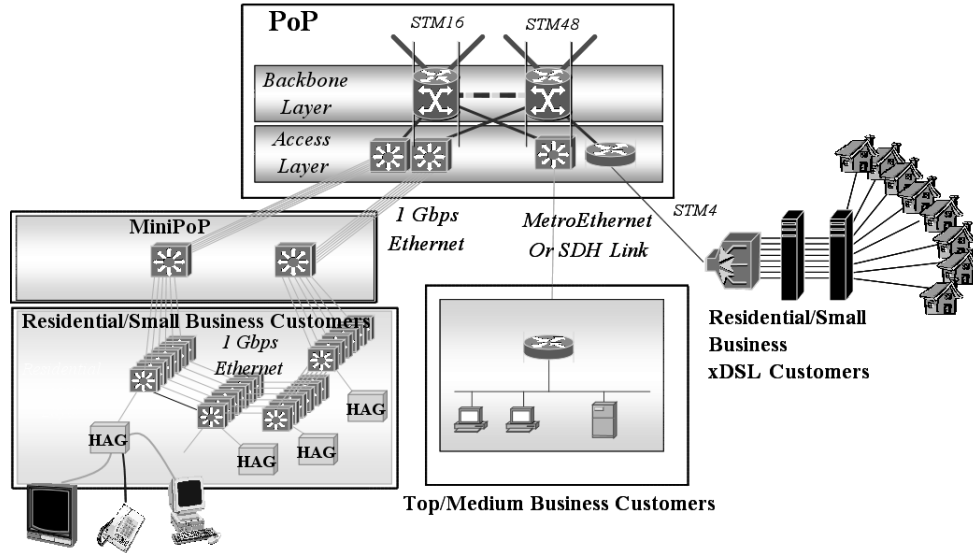 PoP
STM16
STM48
Backbone
Layer
Access
Layer
1 Gbps
Ethernet
MetroEthernet
Or SDH Link
STM4
MiniPoP
Residential/Small Business Customers
1 Gbps
Ethernet
HAG
HAG
HAG
HAG
Residential/Small
Business
xDSL Customers
Top/Medium Business Customers